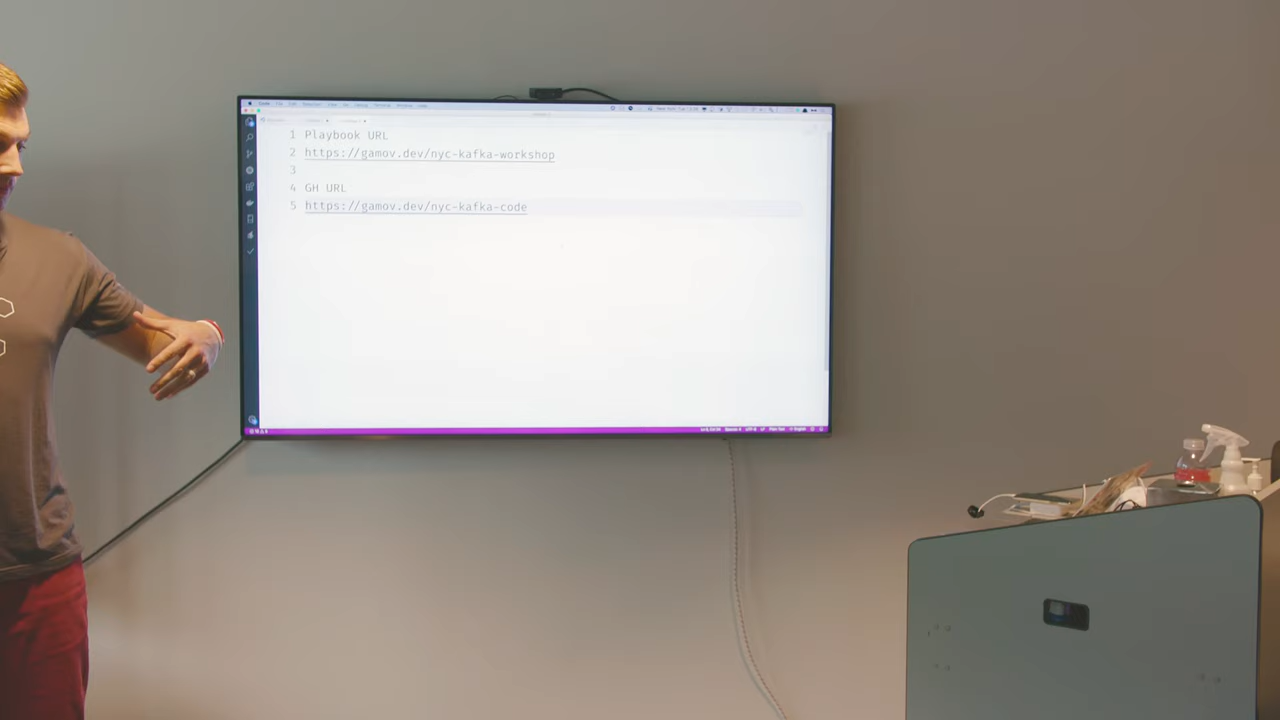 1 Playbook URL
2 https://gamov.dev/nyc-kafka-workshop
3
4 GH URL
5 https://gamov.dev/nyc-kafka-code